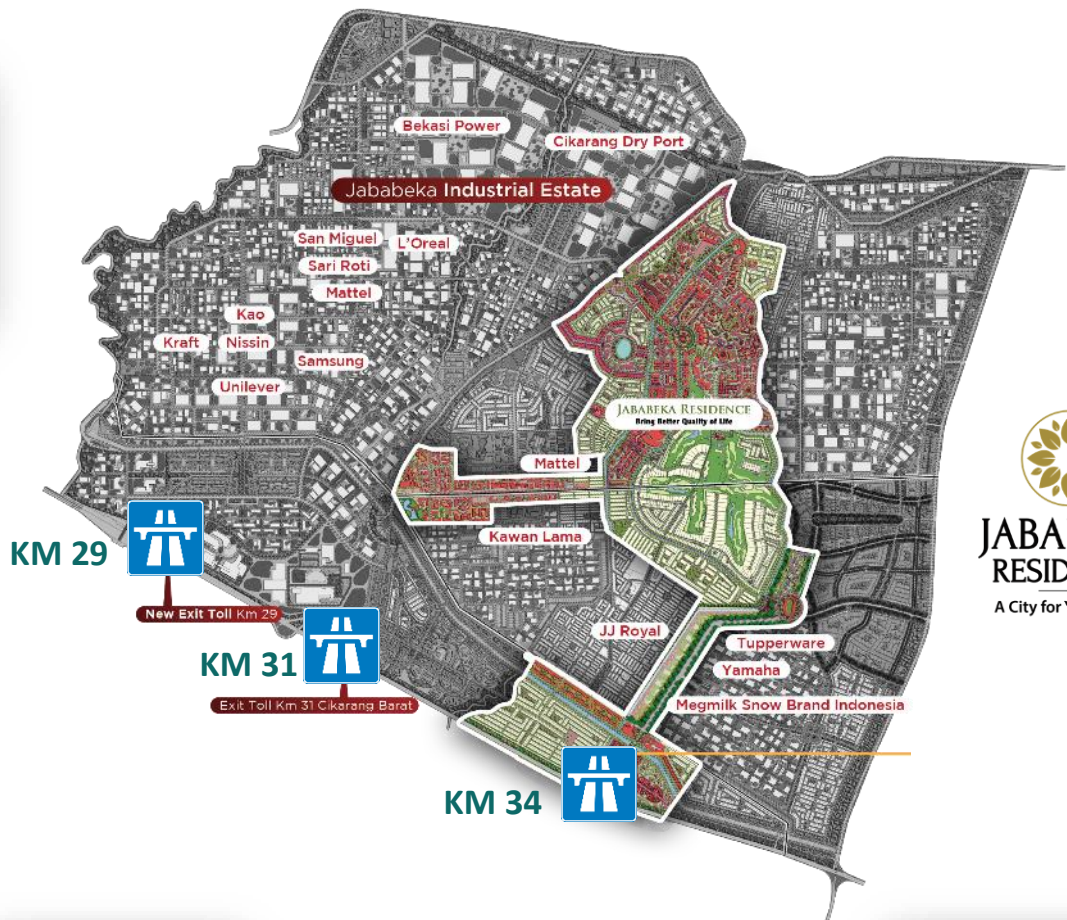 Bekasi Power
Cikarang Dry Port
Jababeka Industrial Estate
San Miguel
L'Oreal
Sari Roti
Mattel
Kao
Kraft
Nissin
Samsung
Unilever
JABABEKA RESIDENCE
Bring Better Quality of Life
Mattel
KM 29
Kawan Lama
New Exit Toll Km 29
JJ Royal
Tupperware
KM 31
Yamaha
Exit Toll Km 31 Cikarang Barat
Megmilk Snow Brand Indonesia
KM 34
JABA
RESID
A City for Y